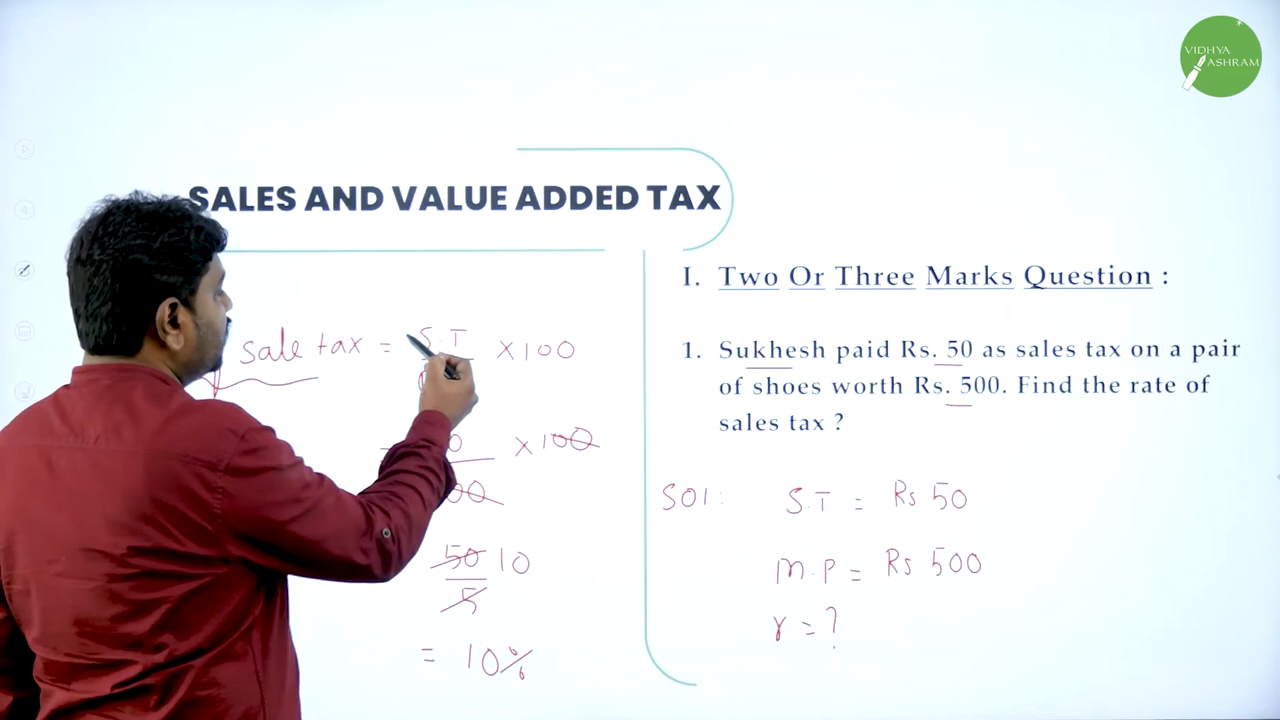 VIDHYA
ASHRAM
SALES AND VALUE ADDED TAX
I. Two Or Three Marks Question :
1. Sukhesh paid Rs. 50 as sales tax on a pair
of shoes worth Rs. 500. Find the rate of
sales tax ?
sale tax = S.T × 100
× 100
50 10
5
= 10%
SOl : S.T = Rs 50
M.P = Rs 500
r = ?